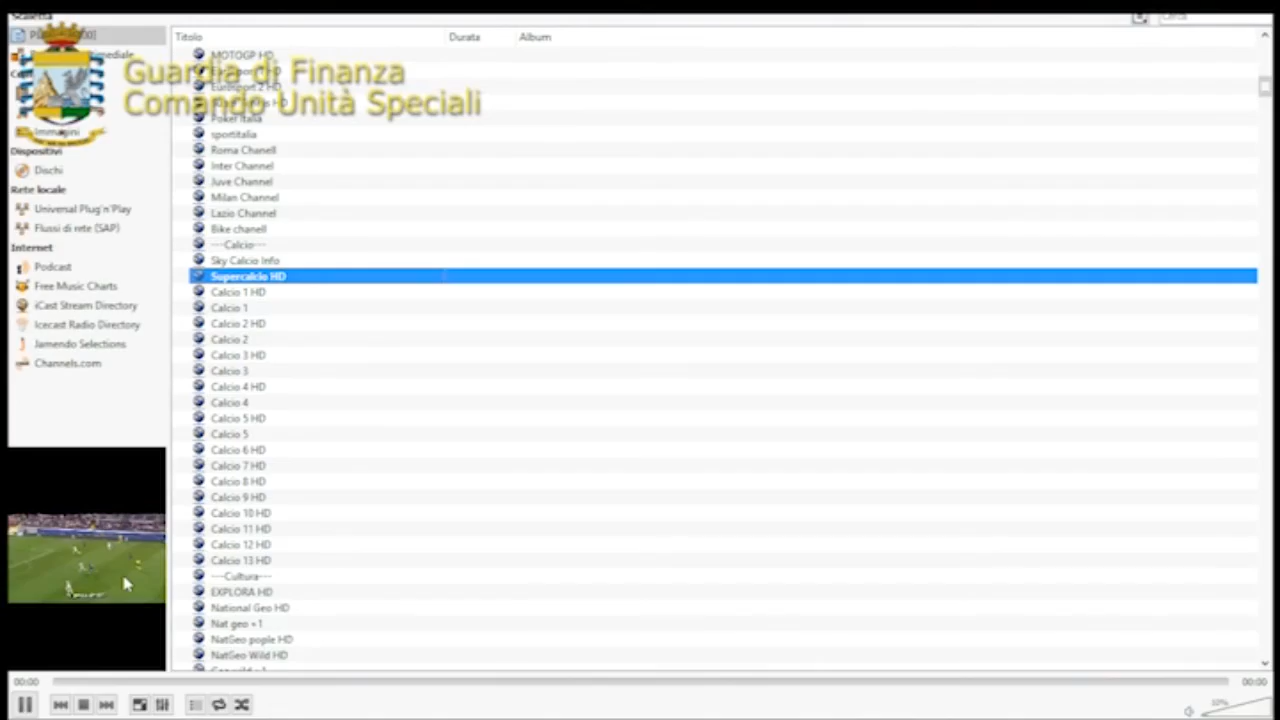 Scaletta
Cerca
Guardia di Finanza
Comando Unità Speciali
Immagini
Dispositivi
Dischi
Rete locale
Universal Plug'n'Play
Flussi di rete (SAP)
Internet
Podcast
Free Music Charts
iCast Stream Directory
Icecast Radio Directory
Jamendo Selections
Channels.com
Titolo Durata Album
MOTOGP HD
Eurosport 2 HD
Poker Italia
sportitalia
Roma Chanell
Inter Channel
Juve Channel
Milan Channel
Lazio Channel
Bike chanell
---Calcio---
Sky Calcio Info
Supercalcio HD
Calcio 1 HD
Calcio 1
Calcio 2 HD
Calcio 2
Calcio 3 HD
Calcio 3
Calcio 4 HD
Calcio 4
Calcio 5 HD
Calcio 5
Calcio 6 HD
Calcio 7 HD
Calcio 8 HD
Calcio 9 HD
Calcio 10 HD
Calcio 11 HD
Calcio 12 HD
Calcio 13 HD
---Cultura---
EXPLORA HD
National Geo HD
Nat geo +1
NatGeo pople HD
NatGeo Wild HD
00:00 00:00